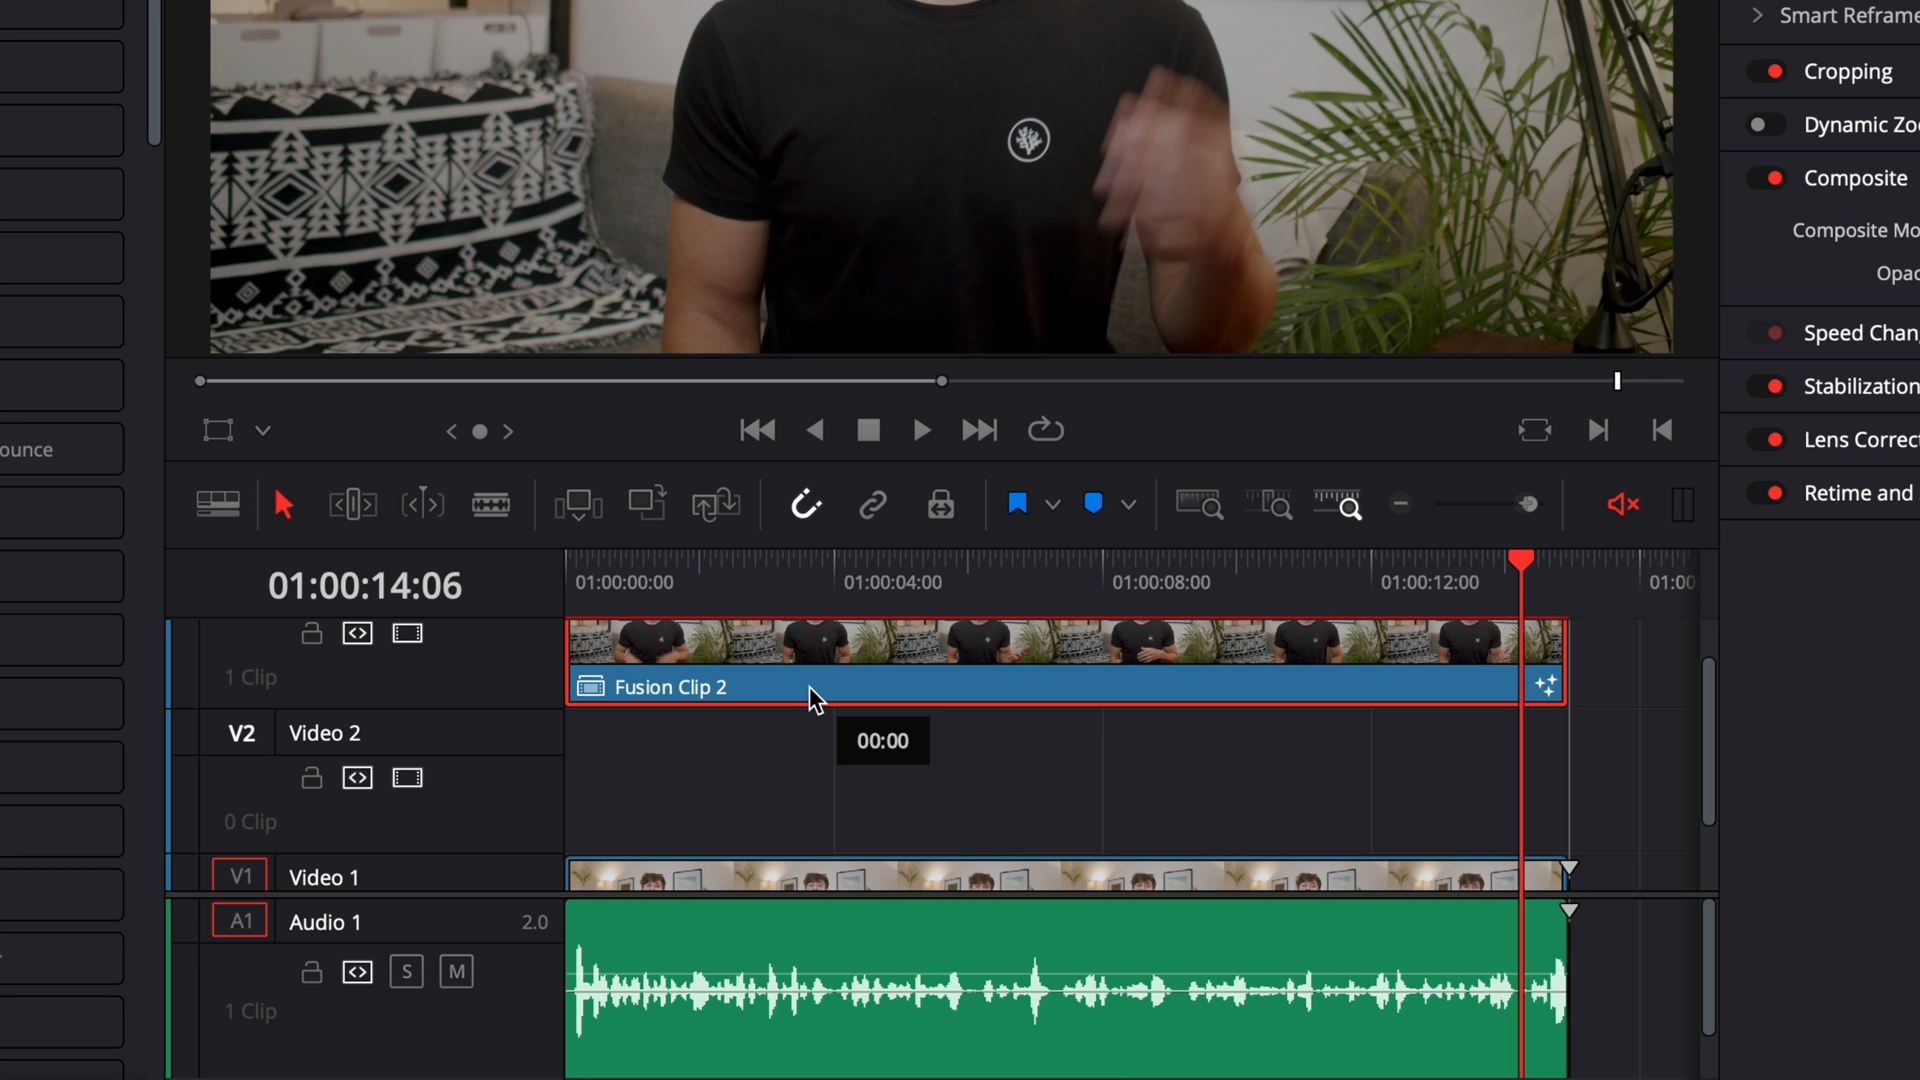 Smart Reframe
Cropping
Dynamic Zo
Composite
Composite Mo
Opac
Speed Chan
Stabilization
Lens Correct
Retime and
ounce
01:00:14:06
01:00:00:00
01:00:04:00
01:00:08:00
01:00:12:00
01:00
1 Clip
Fusion Clip 2
00:00
V2
Video 2
0 Clip
V1
Video 1
A1
Audio 1
2.0
S
M
1 Clip